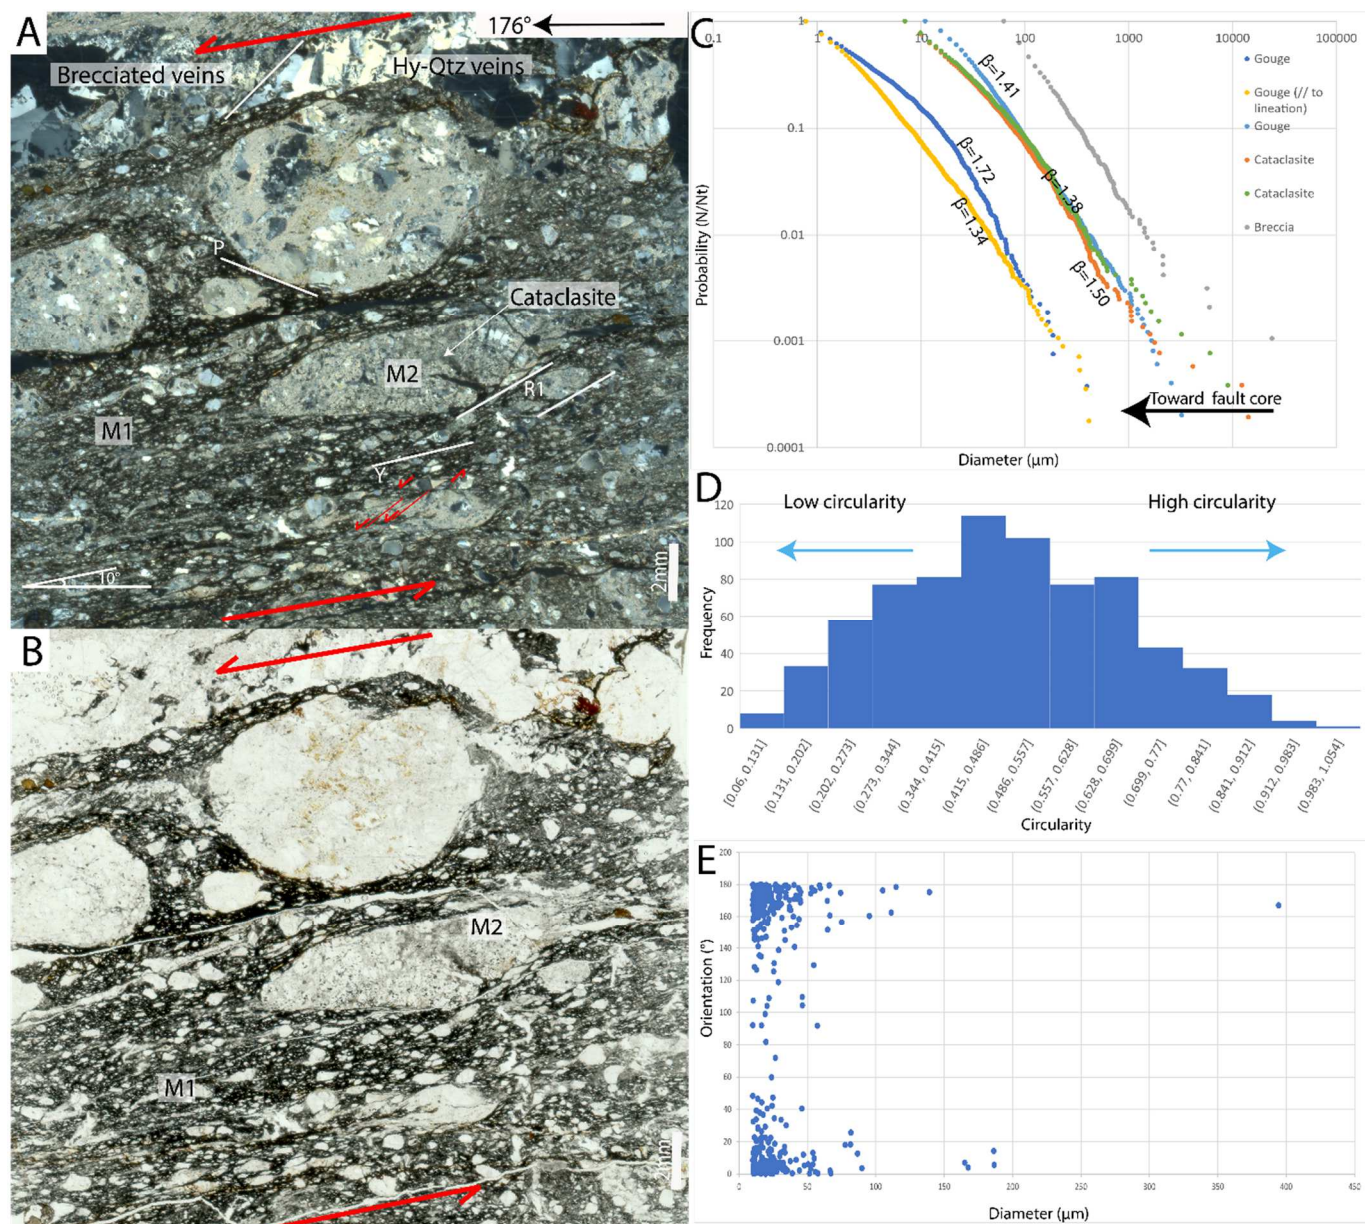 A
176°
Brecciated veins
Hy-Qtz veins
P
Cataclasite
M2
R1
M1
Y
10°
2mm
B
M2
M1
2mm
C
1
0.1
0.01
0.001
0.0001
1
10
100
1000
10000
100000
Probability (N/Nt)
Diameter (µm)
β=1.41
β=1.72
β=1.38
β=1.34
β=1.50
Gouge
Gouge (// to
lineation)
Gouge
Cataclasite
Cataclasite
Breccia
Toward fault core
D
Low circularity
High circularity
Frequency
120
100
80
60
40
20
0
[0.06, 0.131]
(0.131, 0.202]
(0.202, 0.273]
(0.273, 0.344]
(0.344, 0.415]
(0.415, 0.486]
(0.486, 0.557]
(0.557, 0.628]
(0.628, 0.699]
(0.699, 0.77]
(0.77, 0.841]
(0.841, 0.912]
(0.912, 0.983]
(0.983, 1.054]
Circularity
E
Orientation (°)
200
180
160
140
120
100
80
60
40
20
0
0
50
100
150
200
250
300
350
400
450
Diameter (µm)